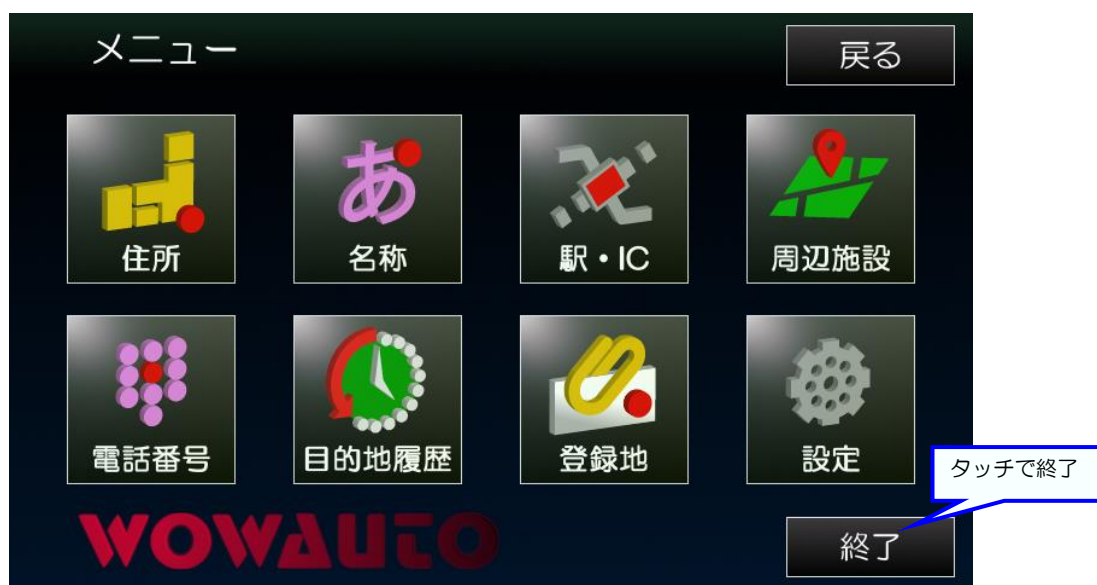 メニュー
戻る
あ
住所
名称
駅・IC
周辺施設
電話番号
目的地履歴
登録地
設定
タッチで終了
WOWAUTO
終了